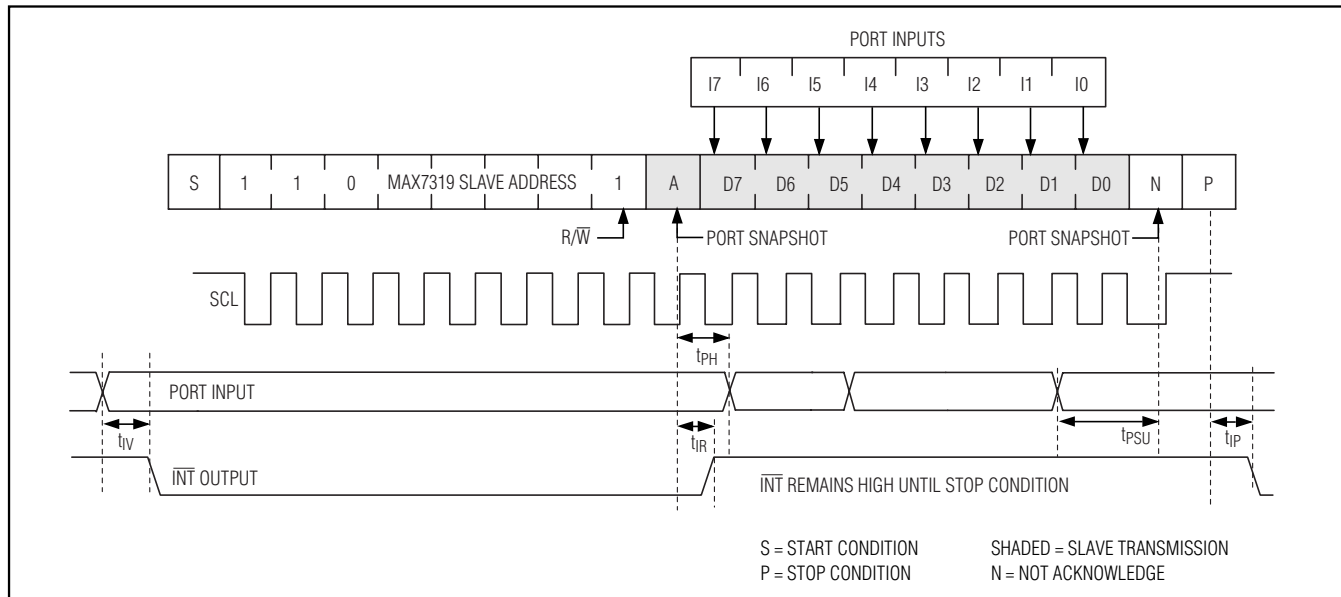 PORT INPUTS
I7 I6 I5 I4 I3 I2 I1 I0
S 1 1 0 MAX7319 SLAVE ADDRESS 1 A D7 D6 D5 D4 D3 D2 D1 D0 N P
R/W̅ PORT SNAPSHOT PORT SNAPSHOT
SCL
tPH
PORT INPUT
tIV tIR tPSU tIP
I̅N̅T̅ OUTPUT I̅N̅T̅ REMAINS HIGH UNTIL STOP CONDITION
S = START CONDITION SHADED = SLAVE TRANSMISSION
P = STOP CONDITION N = NOT ACKNOWLEDGE